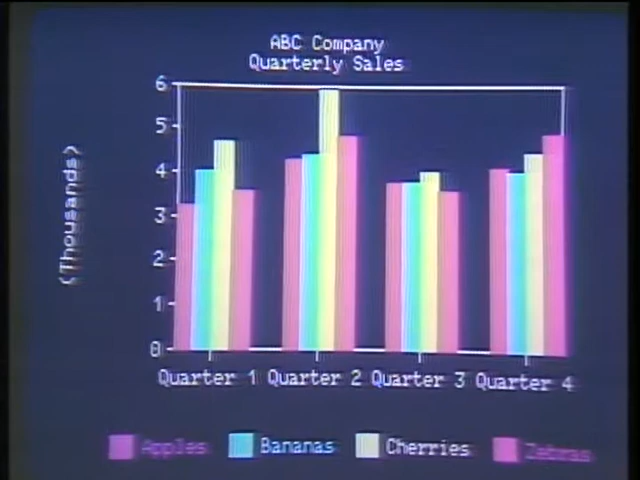 ABC Company
Quarterly Sales
6
5
4
3
2
1
0
(Thousands)
Quarter 1 Quarter 2 Quarter 3 Quarter 4
Apples Bananas Cherries Zebras